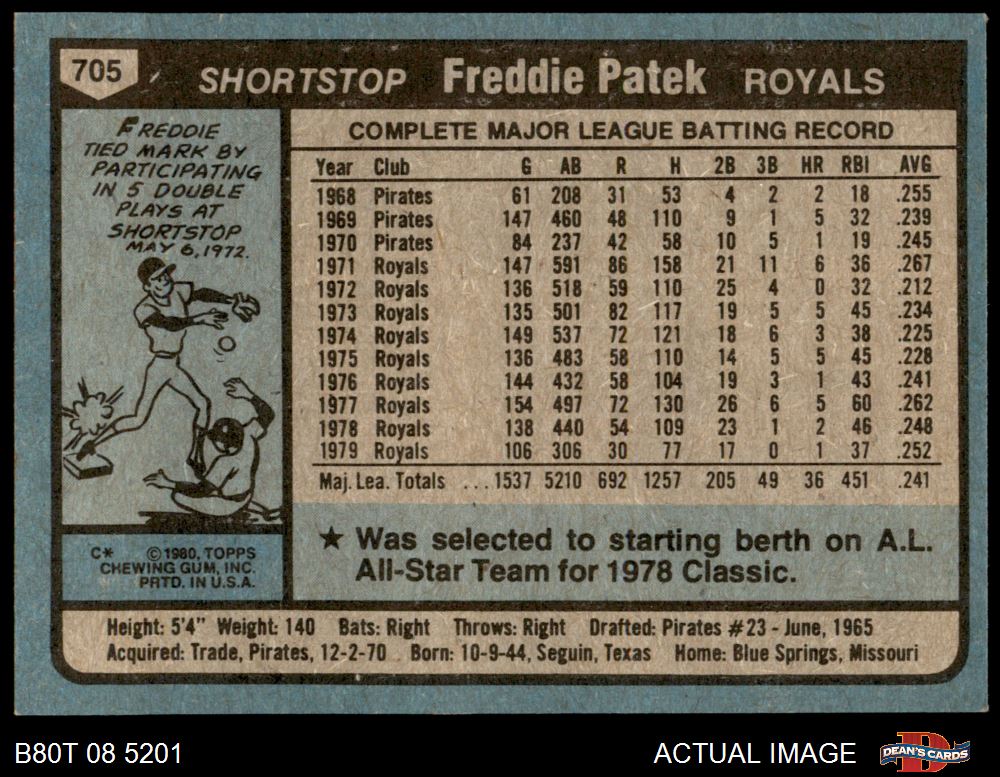 705
SHORTSTOP Freddie Patek ROYALS
FREDDIE
TIED MARK BY
PARTICIPATING
IN 5 DOUBLE
PLAYS AT
SHORTSTOP
MAY 6, 1972.
COMPLETE MAJOR LEAGUE BATTING RECORD
Year Club G AB R H 2B 3B HR RBI AVG
1968 Pirates 61 208 31 53 4 2 2 18 .255
1969 Pirates 147 460 48 110 9 1 5 32 .239
1970 Pirates 84 237 42 58 10 5 1 19 .245
1971 Royals 147 591 86 158 21 11 6 36 .267
1972 Royals 136 518 59 110 25 4 0 32 .212
1973 Royals 135 501 82 117 19 5 5 45 .234
1974 Royals 149 537 72 121 18 6 3 38 .225
1975 Royals 136 483 58 110 14 5 5 45 .228
1976 Royals 144 432 58 104 19 3 1 43 .241
1977 Royals 154 497 72 130 26 6 5 60 .262
1978 Royals 138 440 54 109 23 1 2 46 .248
1979 Royals 106 306 30 77 17 0 1 37 .252
Maj. Lea. Totals ...1537 5210 692 1257 205 49 36 451 .241
★ Was selected to starting berth on A.L.
All-Star Team for 1978 Classic.
C* ©1980, TOPPS
CHEWING GUM, INC.
PRTD. IN U.S.A.
Height: 5'4" Weight: 140 Bats: Right Throws: Right Drafted: Pirates #23 - June, 1965
Acquired: Trade, Pirates, 12-2-70 Born: 10-9-44, Seguin, Texas Home: Blue Springs, Missouri
B80T 08 5201
ACTUAL IMAGE
D
DEAN'S CARDS